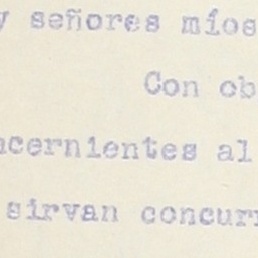 y señores míos
Con ob
ncernientes al
sirvan concurr